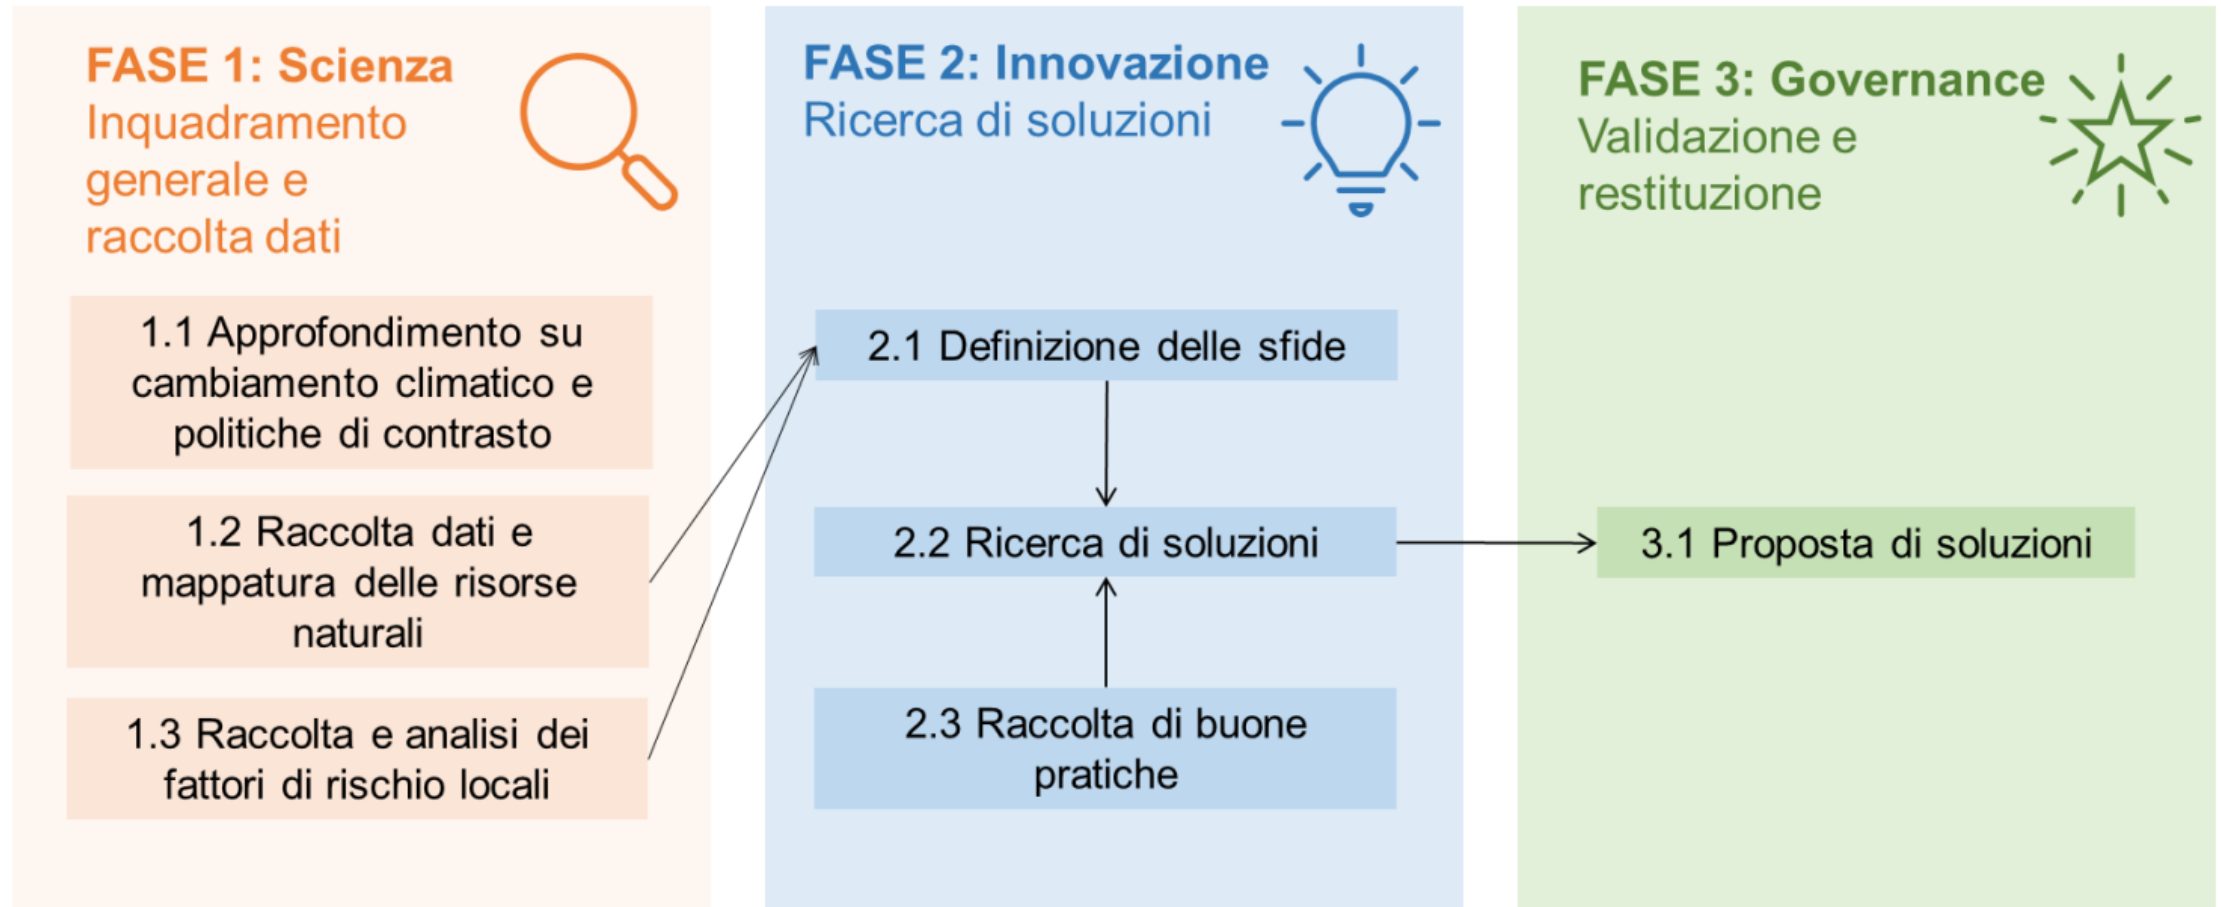 FASE 1: Scienza
Inquadramento
generale e
raccolta dati
1.1 Approfondimento su
cambiamento climatico e
politiche di contrasto
1.2 Raccolta dati e
mappatura delle risorse
naturali
1.3 Raccolta e analisi dei
fattori di rischio locali
FASE 2: Innovazione
Ricerca di soluzioni
2.1 Definizione delle sfide
2.2 Ricerca di soluzioni
2.3 Raccolta di buone
pratiche
FASE 3: Governance
Validazione e
restituzione
3.1 Proposta di soluzioni